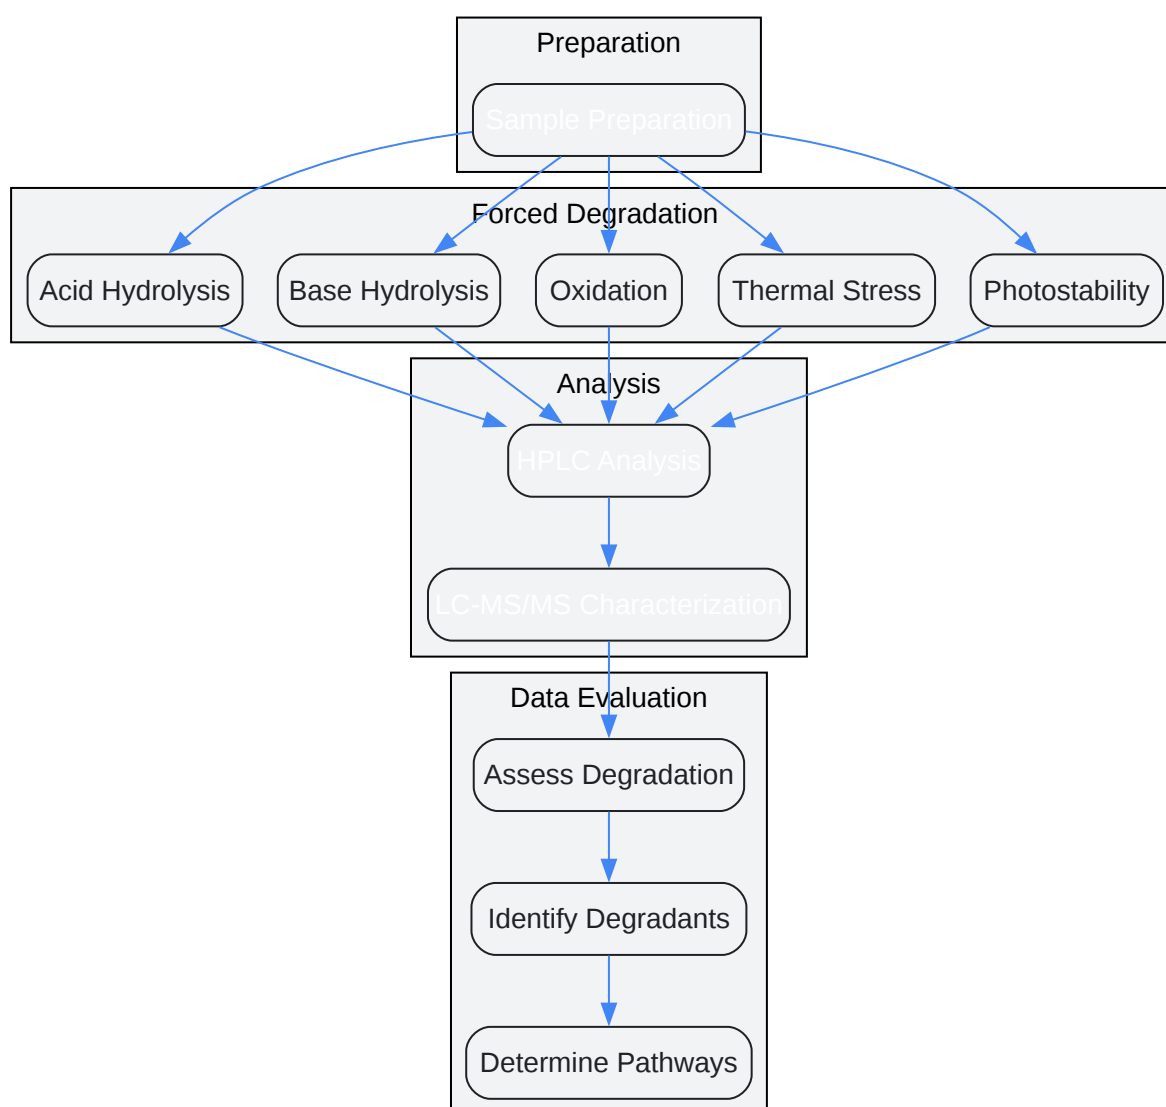 Preparation
Sample Preparation
Forced Degradation
Acid Hydrolysis
Base Hydrolysis
Oxidation
Thermal Stress
Photostability
Analysis
HPLC Analysis
LC-MS/MS Characterization
Data Evaluation
Assess Degradation
Identify Degradants
Determine Pathways